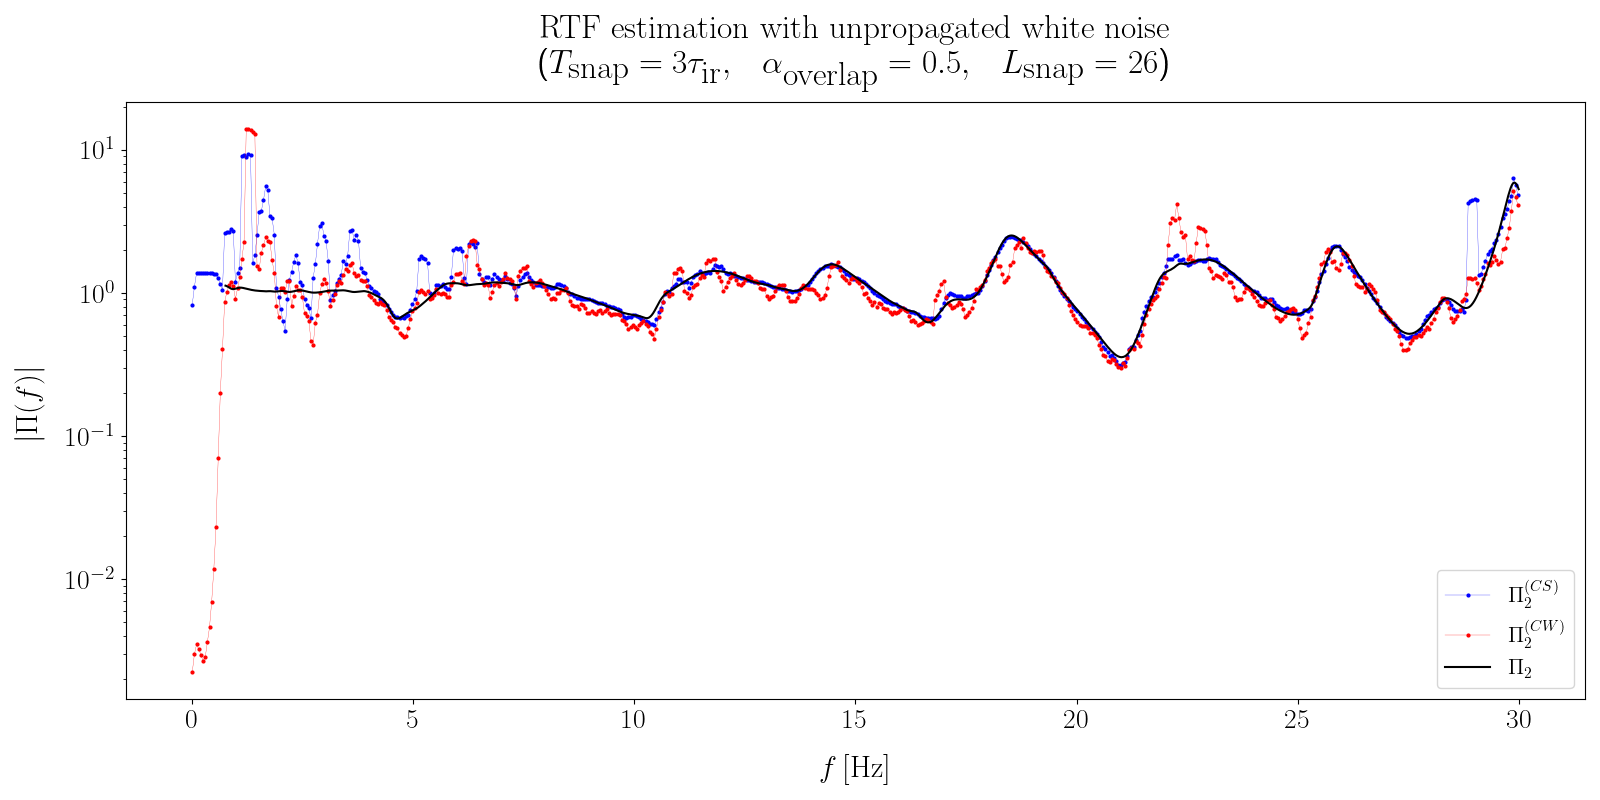 RTF estimation with unpropagated white noise
(T_snap = 3τ_ir, α_overlap = 0.5, L_snap = 26)
|Π(f)|
10^1
10^0
10^−1
10^−2
0 5 10 15 20 25 30
f [Hz]
Π_2^(CS)
Π_2^(CW)
Π_2